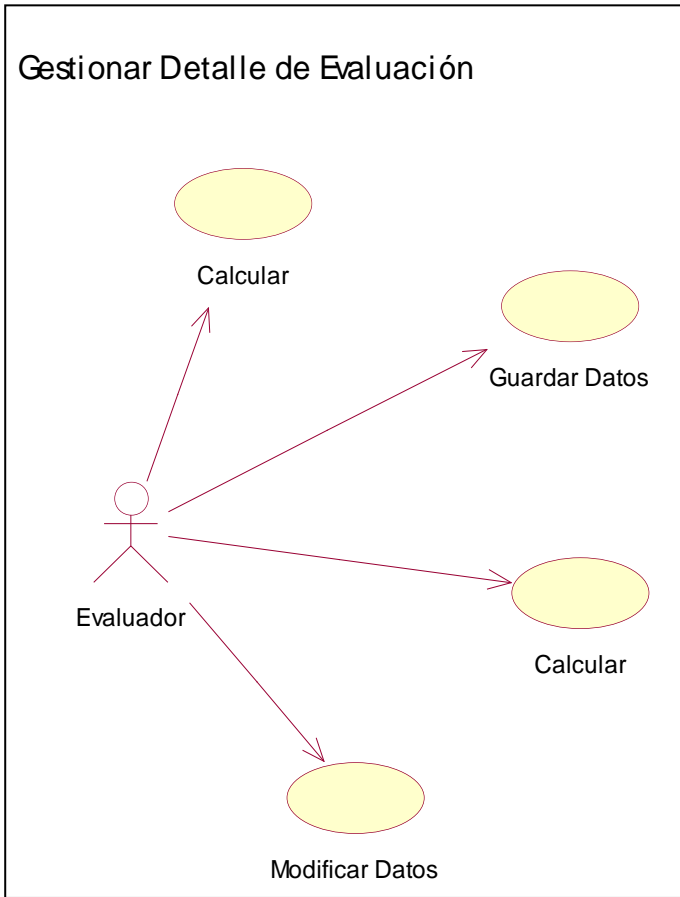 Gestionar Detalle de Evaluación
Calcular
Guardar Datos
Evaluador
Calcular
Modificar Datos